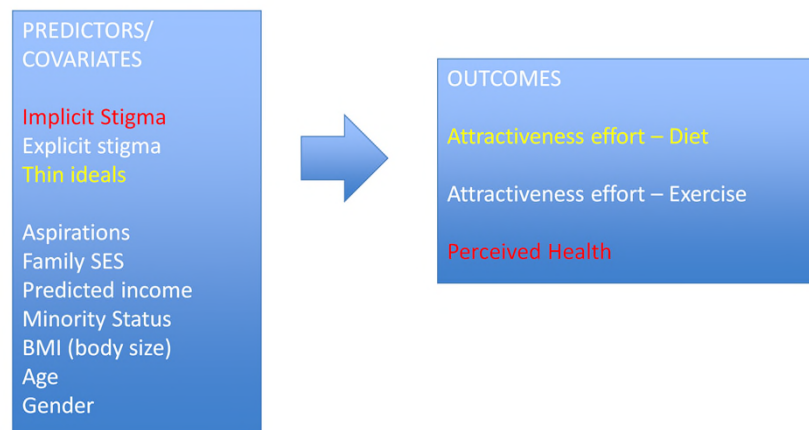 PREDICTORS/
COVARIATES
Implicit Stigma
Explicit stigma
Thin ideals
Aspirations
Family SES
Predicted income
Minority Status
BMI (body size)
Age
Gender
OUTCOMES
Attractiveness effort – Diet
Attractiveness effort – Exercise
Perceived Health